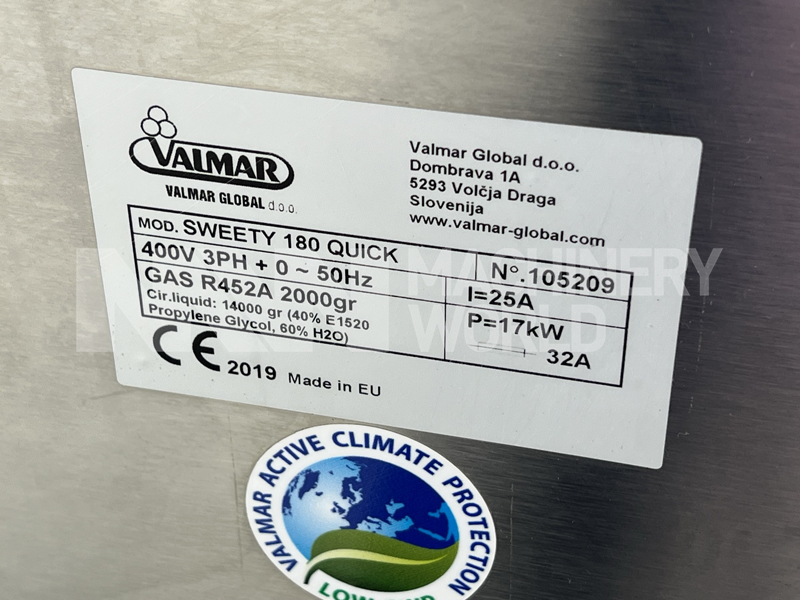 VALMAR
VALMAR GLOBAL d.o.o.
Valmar Global d.o.o.
Dombrava 1A
5293 Volčja Draga
Slovenija
www.valmar-global.com
MOD. SWEETY 180 QUICK
N°.105209
400V 3PH + 0 ~ 50Hz
I=25A
GAS R452A 2000gr
P=17kW
Cir.liquid: 14000 gr (40% E1520
Propylene Glycol, 60% H2O)
32A
CE 2019 Made in EU
MACHINERY
WORLD
VALMAR ACTIVE CLIMATE PROTECTION